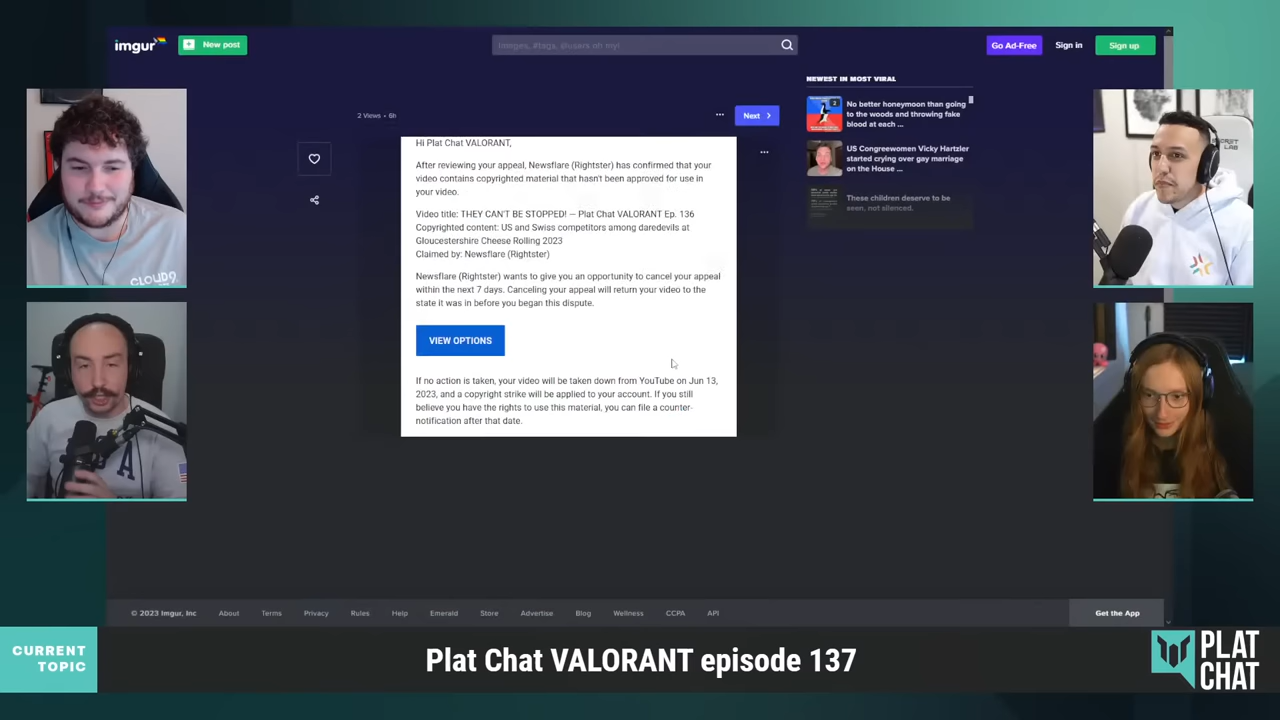 imgur
New post
Images, #tags, @users oh my!
Go Ad-Free
Sign in
Sign up
NEWEST IN MOST VIRAL
2
No better honeymoon than going
to the woods and throwing fake
blood at each ...
US Congreewomen Vicky Hartzler
started crying over gay marriage
on the House ...
These children deserve to be
seen, not silenced.
2 Views • 6h
Next
Hi Plat Chat VALORANT,
After reviewing your appeal, Newsflare (Rightster) has confirmed that your
video contains copyrighted material that hasn't been approved for use in
your video.
Video title: THEY CAN'T BE STOPPED! — Plat Chat VALORANT Ep. 136
Copyrighted content: US and Swiss competitors among daredevils at
Gloucestershire Cheese Rolling 2023
Claimed by: Newsflare (Rightster)
Newsflare (Rightster) wants to give you an opportunity to cancel your appeal
within the next 7 days. Canceling your appeal will return your video to the
state it was in before you began this dispute.
VIEW OPTIONS
If no action is taken, your video will be taken down from YouTube on Jun 13,
2023, and a copyright strike will be applied to your account. If you still
believe you have the rights to use this material, you can file a counter-
notification after that date.
CLOUD9
A
© 2023 Imgur, Inc
About
Terms
Privacy
Rules
Help
Emerald
Store
Advertise
Blog
Wellness
CCPA
API
Get the App
CURRENT
TOPIC
Plat Chat VALORANT episode 137
PLAT
CHAT